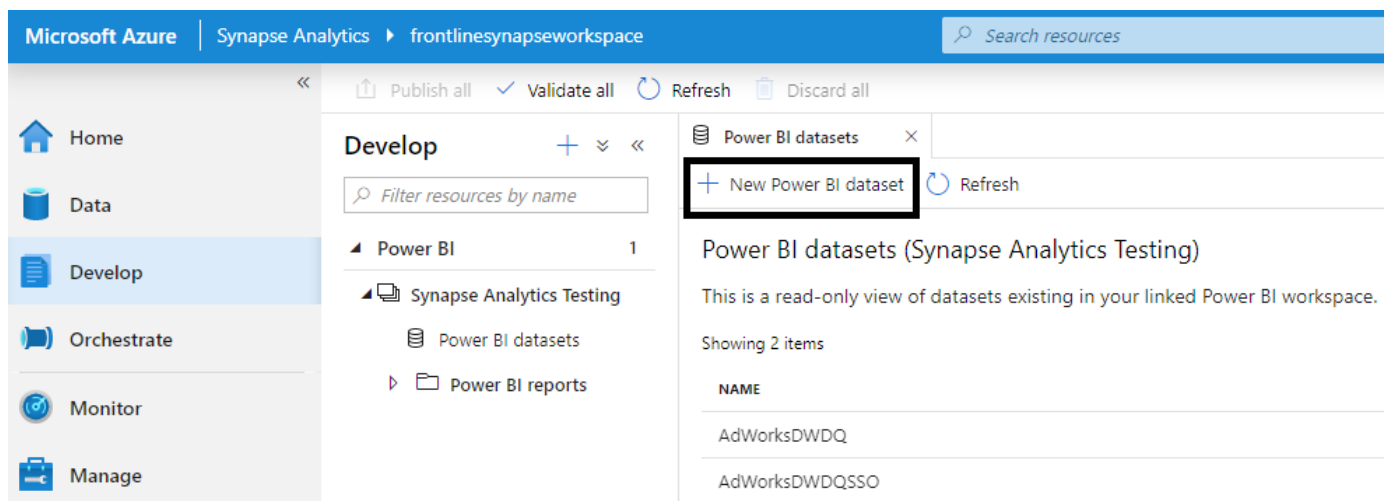 Microsoft Azure Synapse Analytics frontlinesynapseworkspace Search resources
Publish all Validate all Refresh Discard all
Home
Data
Develop
Orchestrate
Monitor
Manage
Develop
Filter resources by name
Power BI 1
Synapse Analytics Testing
Power BI datasets
Power BI reports
Power BI datasets
New Power BI dataset Refresh
Power BI datasets (Synapse Analytics Testing)
This is a read-only view of datasets existing in your linked Power BI workspace.
Showing 2 items
NAME
AdWorksDWDQ
AdWorksDWDQSSO